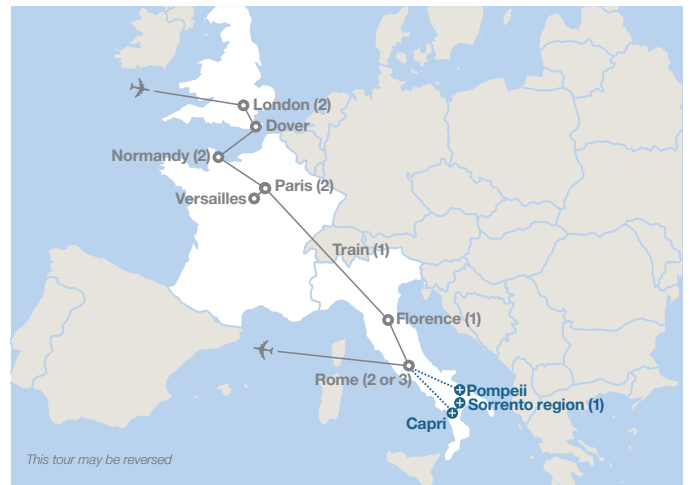 London (2)
Dover
Normandy (2)
Paris (2)
Versailles
Train (1)
Florence (1)
Rome (2 or 3)
Pompeii
Sorrento region (1)
Capri
This tour may be reversed